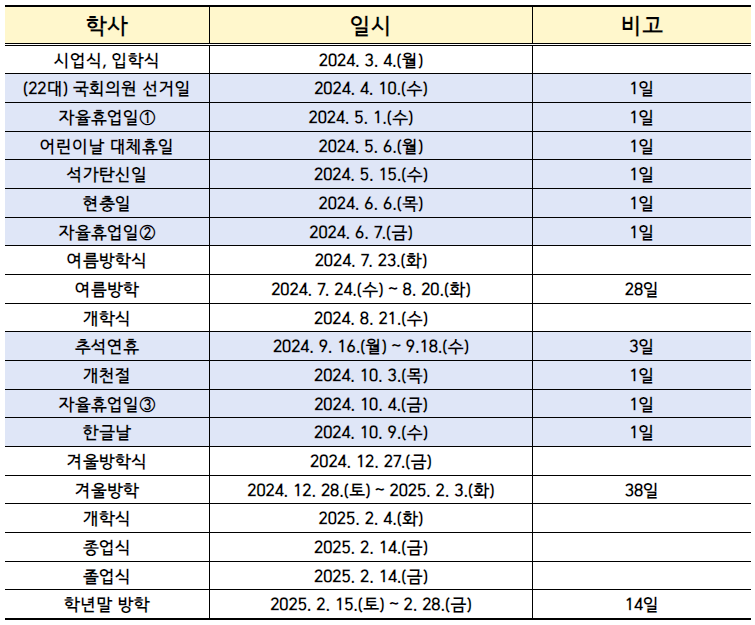 학사 일시 비고
시업식, 입학식 2024. 3. 4.(월)
(22대) 국회의원 선거일 2024. 4. 10.(수) 1일
자율휴업일① 2024. 5. 1.(수) 1일
어린이날 대체휴일 2024. 5. 6.(월) 1일
석가탄신일 2024. 5. 15.(수) 1일
현충일 2024. 6. 6.(목) 1일
자율휴업일② 2024. 6. 7.(금) 1일
여름방학식 2024. 7. 23.(화)
여름방학 2024. 7. 24.(수) ~ 8. 20.(화) 28일
개학식 2024. 8. 21.(수)
추석연휴 2024. 9. 16.(월) ~ 9.18.(수) 3일
개천절 2024. 10. 3.(목) 1일
자율휴업일③ 2024. 10. 4.(금) 1일
한글날 2024. 10. 9.(수) 1일
겨울방학식 2024. 12. 27.(금)
겨울방학 2024. 12. 28.(토) ~ 2025. 2. 3.(화) 38일
개학식 2025. 2. 4.(화)
종업식 2025. 2. 14.(금)
졸업식 2025. 2. 14.(금)
학년말 방학 2025. 2. 15.(토) ~ 2. 28.(금) 14일